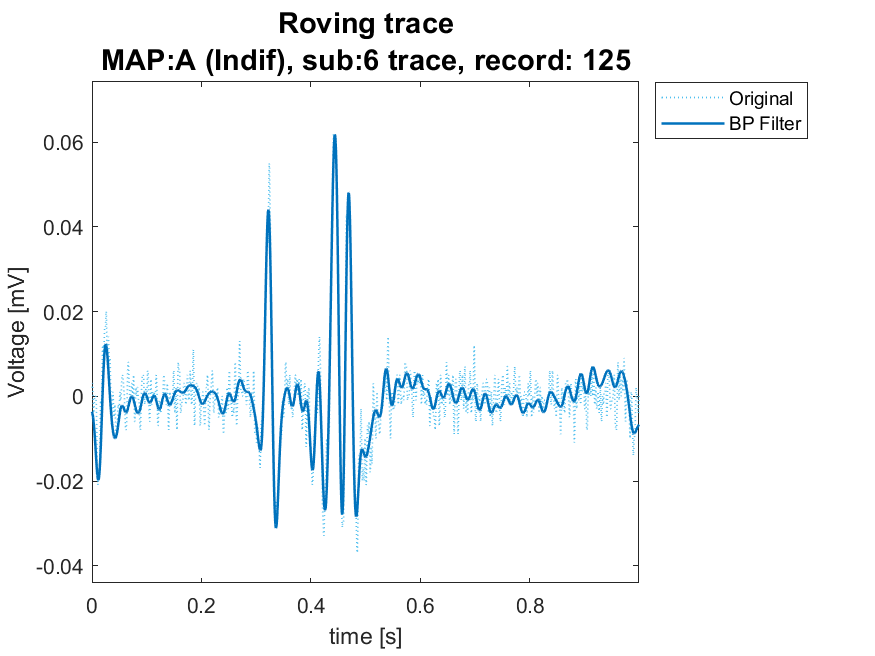 Roving trace
MAP:A (Indif), sub:6 trace, record: 125
Original
BP Filter
Voltage [mV]
0.06
0.04
0.02
0
-0.02
-0.04
0
0.2
0.4
0.6
0.8
time [s]